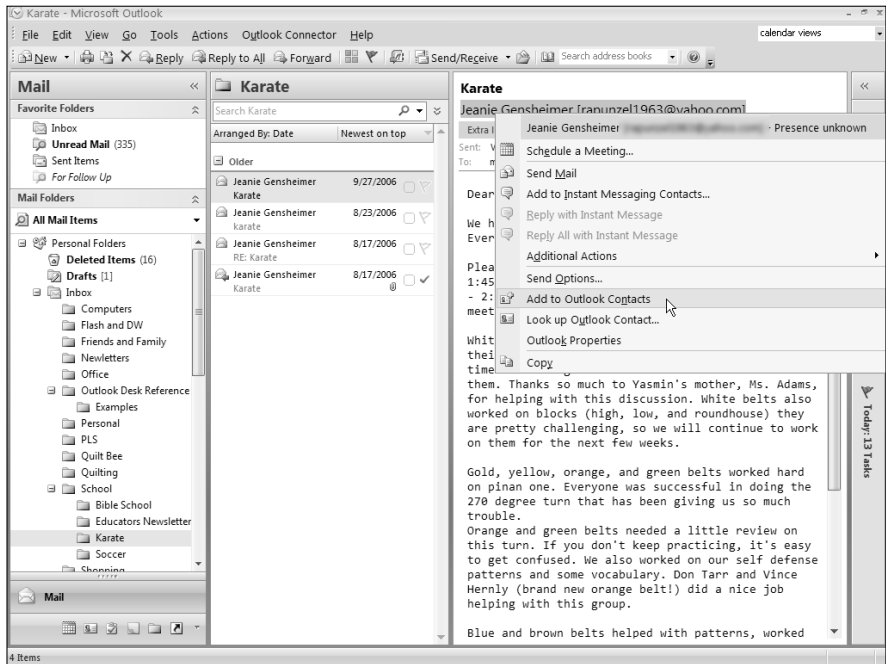 Karate - Microsoft Outlook
File Edit View Go Tools Actions Outlook Connector Help
calendar views
New Reply Reply to All Forward Send/Receive Search address books
Mail
Favorite Folders
Inbox
Unread Mail (335)
Sent Items
For Follow Up
Mail Folders
All Mail Items
Personal Folders
Deleted Items (16)
Drafts [1]
Inbox
Computers
Flash and DW
Friends and Family
Newletters
Office
Outlook Desk Reference
Examples
Personal
PLS
Quilt Bee
Quilting
School
Bible School
Educators Newsletter
Karate
Soccer
Shopping
Mail
4 Items
Karate
Search Karate
Arranged By: Date Newest on top
Older
Jeanie Gensheimer 9/27/2006
Karate
Jeanie Gensheimer 8/23/2006
karate
Jeanie Gensheimer 8/17/2006
RE: Karate
Jeanie Gensheimer 8/17/2006
Karate
Karate
Jeanie Gensheimer [rapunzel1963@yahoo.com]
Extra l
Sent: V
To: m
Jeanie Gensheimer - Presence unknown
Schedule a Meeting...
Send Mail
Add to Instant Messaging Contacts...
Reply with Instant Message
Reply All with Instant Message
Additional Actions
Send Options...
Add to Outlook Contacts
Look up Outlook Contact...
Outlook Properties
Copy
Dear
We h
Ever
Plea
1:45
- 2:
meet
Whit
thei
time
them. Thanks so much to Yasmin's mother, Ms. Adams,
for helping with this discussion. White belts also
worked on blocks (high, low, and roundhouse) they
are pretty challenging, so we will continue to work
on them for the next few weeks.
Gold, yellow, orange, and green belts worked hard
on pinan one. Everyone was successful in doing the
270 degree turn that has been giving us so much
trouble.
Orange and green belts needed a little review on
this turn. If you don't keep practicing, it's easy
to get confused. We also worked on our self defense
patterns and some vocabulary. Don Tarr and Vince
Hernly (brand new orange belt!) did a nice job
helping with this group.
Blue and brown belts helped with patterns, worked
Today: 13 Tasks